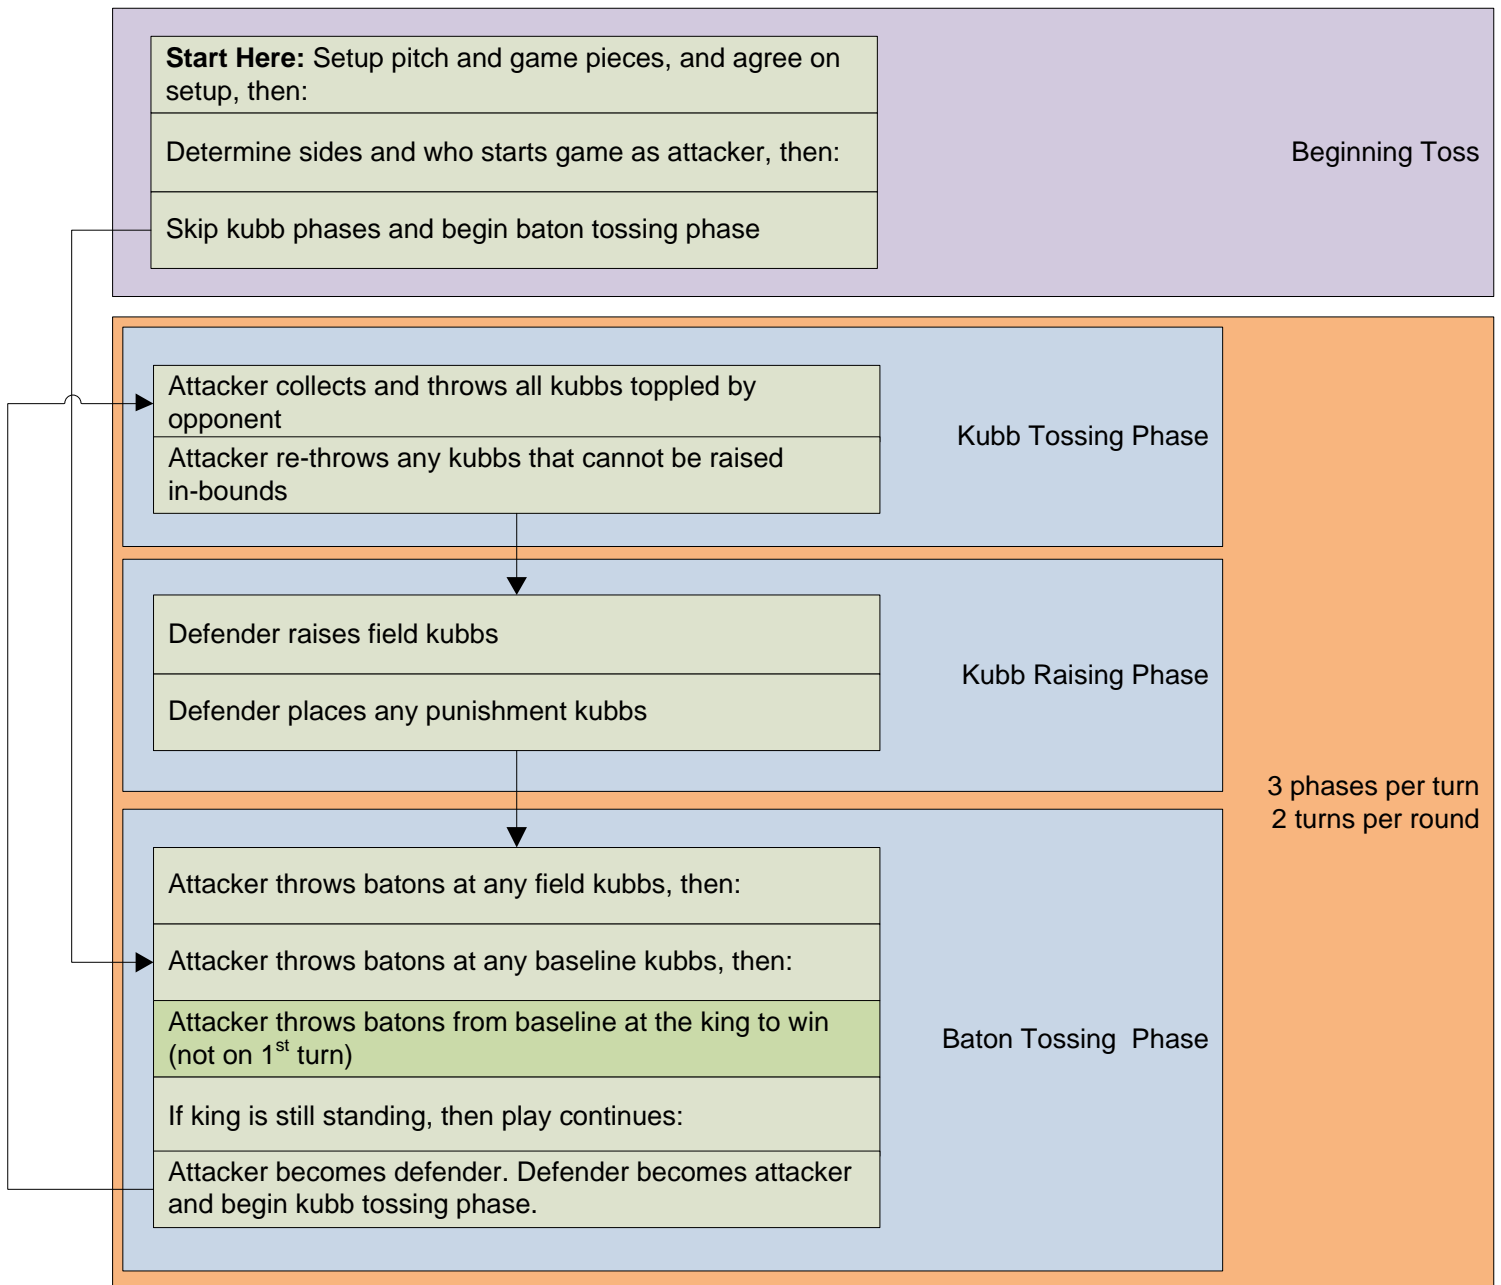 Start Here: Setup pitch and game pieces, and agree on
setup, then:
Determine sides and who starts game as attacker, then:
Skip kubb phases and begin baton tossing phase
Beginning Toss
Attacker collects and throws all kubbs toppled by
opponent
Attacker re-throws any kubbs that cannot be raised
in-bounds
Kubb Tossing Phase
Defender raises field kubbs
Defender places any punishment kubbs
Kubb Raising Phase
3 phases per turn
2 turns per round
Attacker throws batons at any field kubbs, then:
Attacker throws batons at any baseline kubbs, then:
Attacker throws batons from baseline at the king to win
(not on 1st turn)
If king is still standing, then play continues:
Attacker becomes defender. Defender becomes attacker
and begin kubb tossing phase.
Baton Tossing  Phase